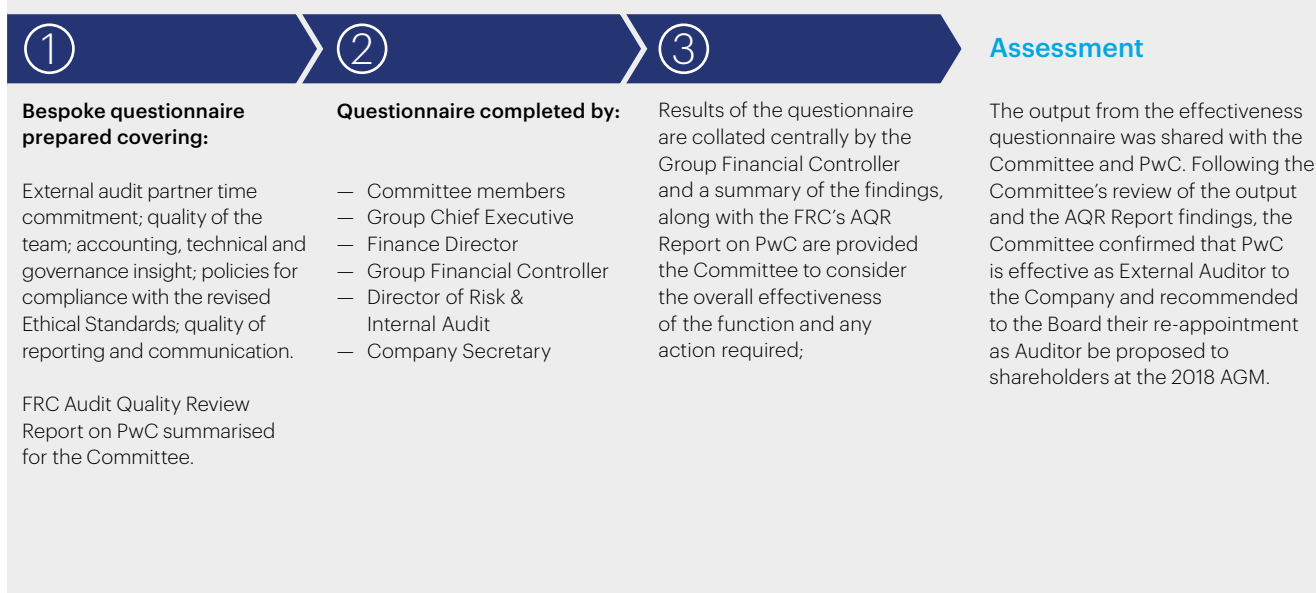 1
Bespoke questionnaire
prepared covering:
External audit partner time
commitment; quality of the
team; accounting, technical and
governance insight; policies for
compliance with the revised
Ethical Standards; quality of
reporting and communication.
FRC Audit Quality Review
Report on PwC summarised
for the Committee.
2
Questionnaire completed by:
— Committee members
— Group Chief Executive
— Finance Director
— Group Financial Controller
— Director of Risk &
Internal Audit
— Company Secretary
3
Results of the questionnaire
are collated centrally by the
Group Financial Controller
and a summary of the findings,
along with the FRC's AQR
Report on PwC are provided
the Committee to consider
the overall effectiveness
of the function and any
action required;
Assessment
The output from the effectiveness
questionnaire was shared with the
Committee and PwC. Following the
Committee's review of the output
and the AQR Report findings, the
Committee confirmed that PwC
is effective as External Auditor to
the Company and recommended
to the Board their re-appointment
as Auditor be proposed to
shareholders at the 2018 AGM.